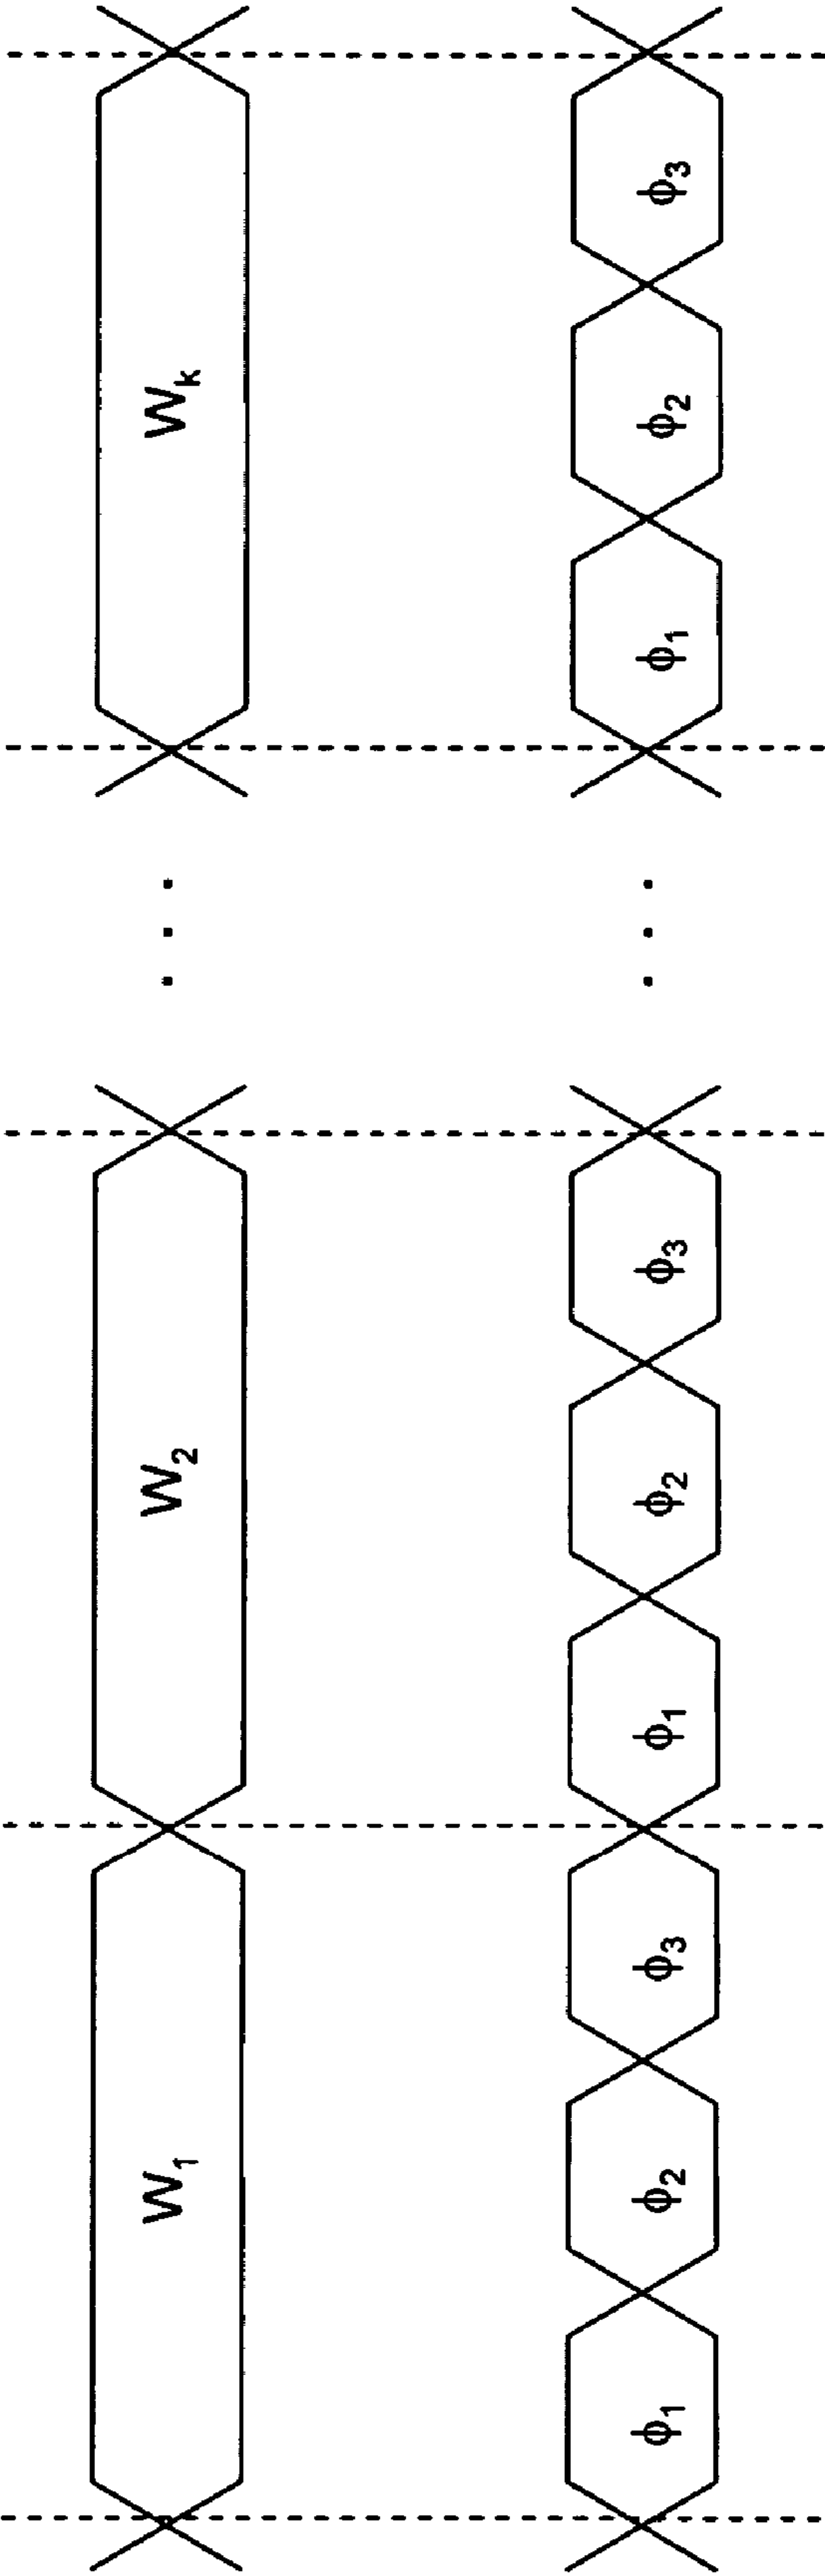 W₁ W₂ . . . Wₖ
ϕ₁ ϕ₂ ϕ₃ ϕ₁ ϕ₂ ϕ₃ . . . ϕ₁ ϕ₂ ϕ₃